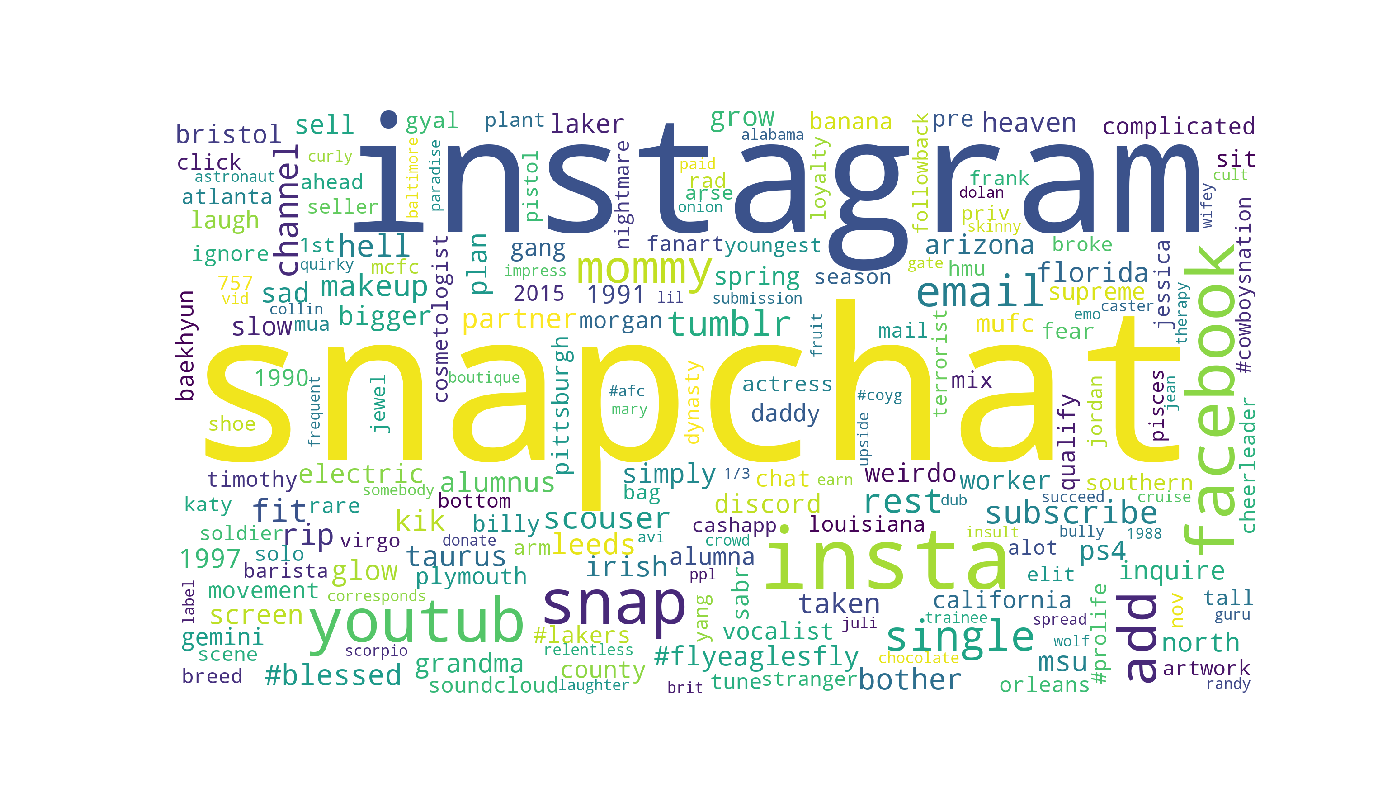 instagram
snapchat
facebook
insta
youtub
snap
single
add
email
mommy
tumblr
subscribe
channel
hell
makeup
bristol
sell
gyal
plant
laker
grow
alabama
banana
pre
heaven
complicated
click
curly
astronaut
ahead
atlanta
seller
laugh
baltimore
paradise
pistol
nightmare
paid
rad
arse
onion
loyalty
followback
frank
dolan
priv
skinny
wifey
sit
cult
ignore
1st
quirky
mcfc
cosmetologist
plan
gang
impress
fanart
youngest
spring
season
submission
arizona
broke
gate
hmu
florida
supreme
jessica
therapy
#cowboysnation
757
vid
sad
collin
slow
mua
bigger
2015
1991
lil
partner
morgan
fruit
mail
mufc
fear
emo
caster
terrorist
baekhyun
1990
frequent
jewel
boutique
pittsburgh
#afc
mary
dynasty
actress
daddy
#coyg
upside
mix
qualify
jordan
pisces
jean
shoe
timothy
electric
somebody
alumnus
bottom
simply
1/3
bag
chat
earn
discord
weirdo
rest
dub
worker
succeed
southern
cruise
cheerleader
katy
fit
rare
kik
billy
scouser
cashapp
louisiana
soldier
rip
virgo
donate
arm
leeds
avi
crowd
insult
bully
1988
alot
ps4
1997
solo
barista
glow
taurus
plymouth
irish
alumna
ppl
elit
inquire
label
movement
corresponds
screen
yang
sabr
taken
juli
california
trainee
spread
nov
tall
guru
gemini
scene
scorpio
#lakers
relentless
vocalist
wolf
#prolife
north
breed
#blessed
grandma
county
#flyeaglesfly
chocolate
msu
artwork
soundcloud
laughter
brit
tune
stranger
bother
orleans
randy